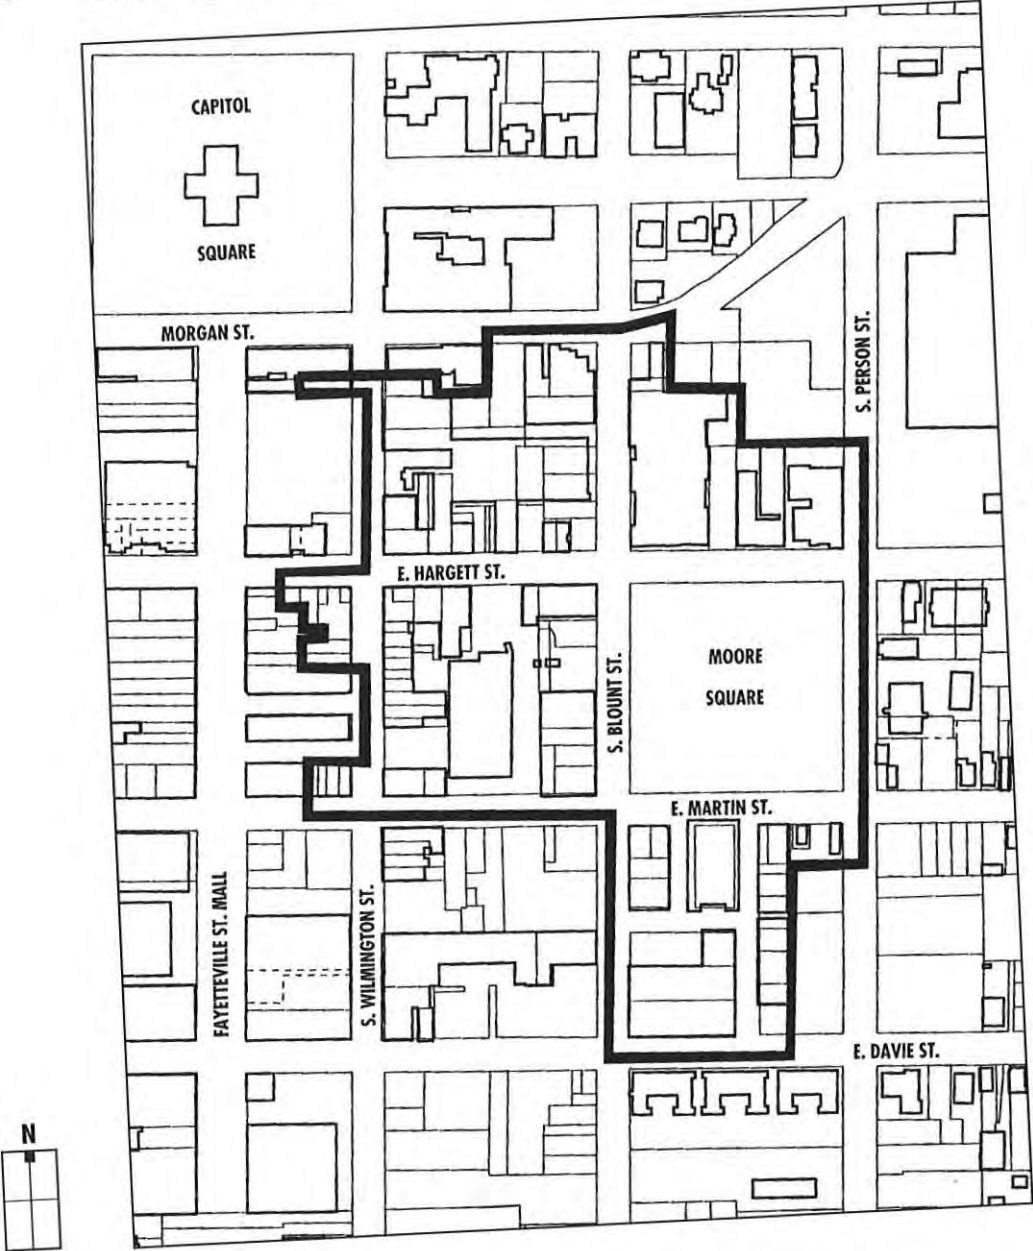 CAPITOL
SQUARE
MORGAN ST.
S. PERSON ST.
E. HARGETT ST.
MOORE
SQUARE
S. BLOUNT ST.
E. MARTIN ST.
FAYETTEVILLE ST. MALL
S. WILMINGTON ST.
E. DAVIE ST.
N